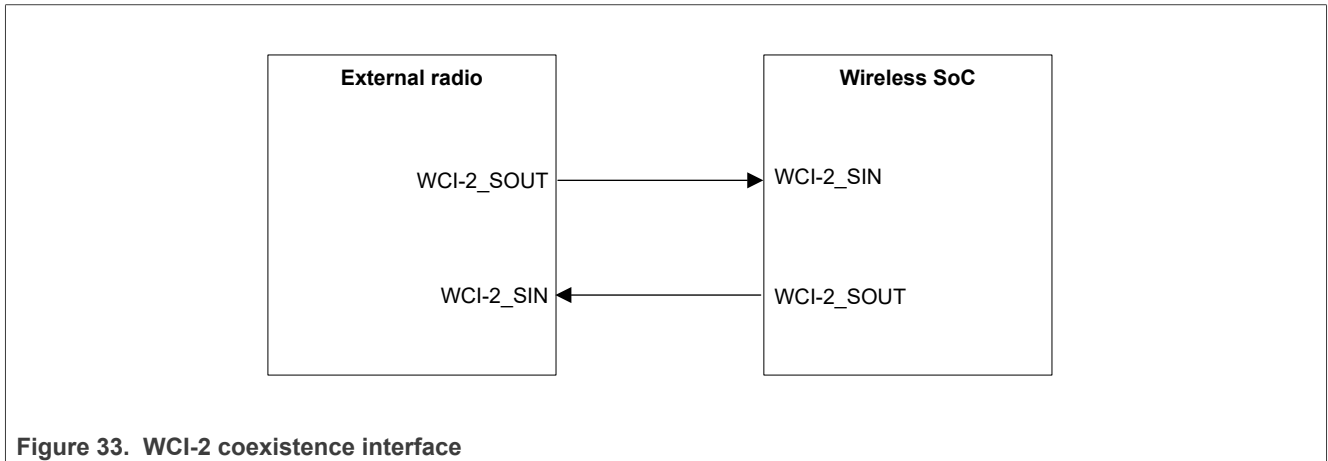 External radio
Wireless SoC
WCI-2_SOUT
WCI-2_SIN
WCI-2_SIN
WCI-2_SOUT
Figure 33. WCI-2 coexistence interface